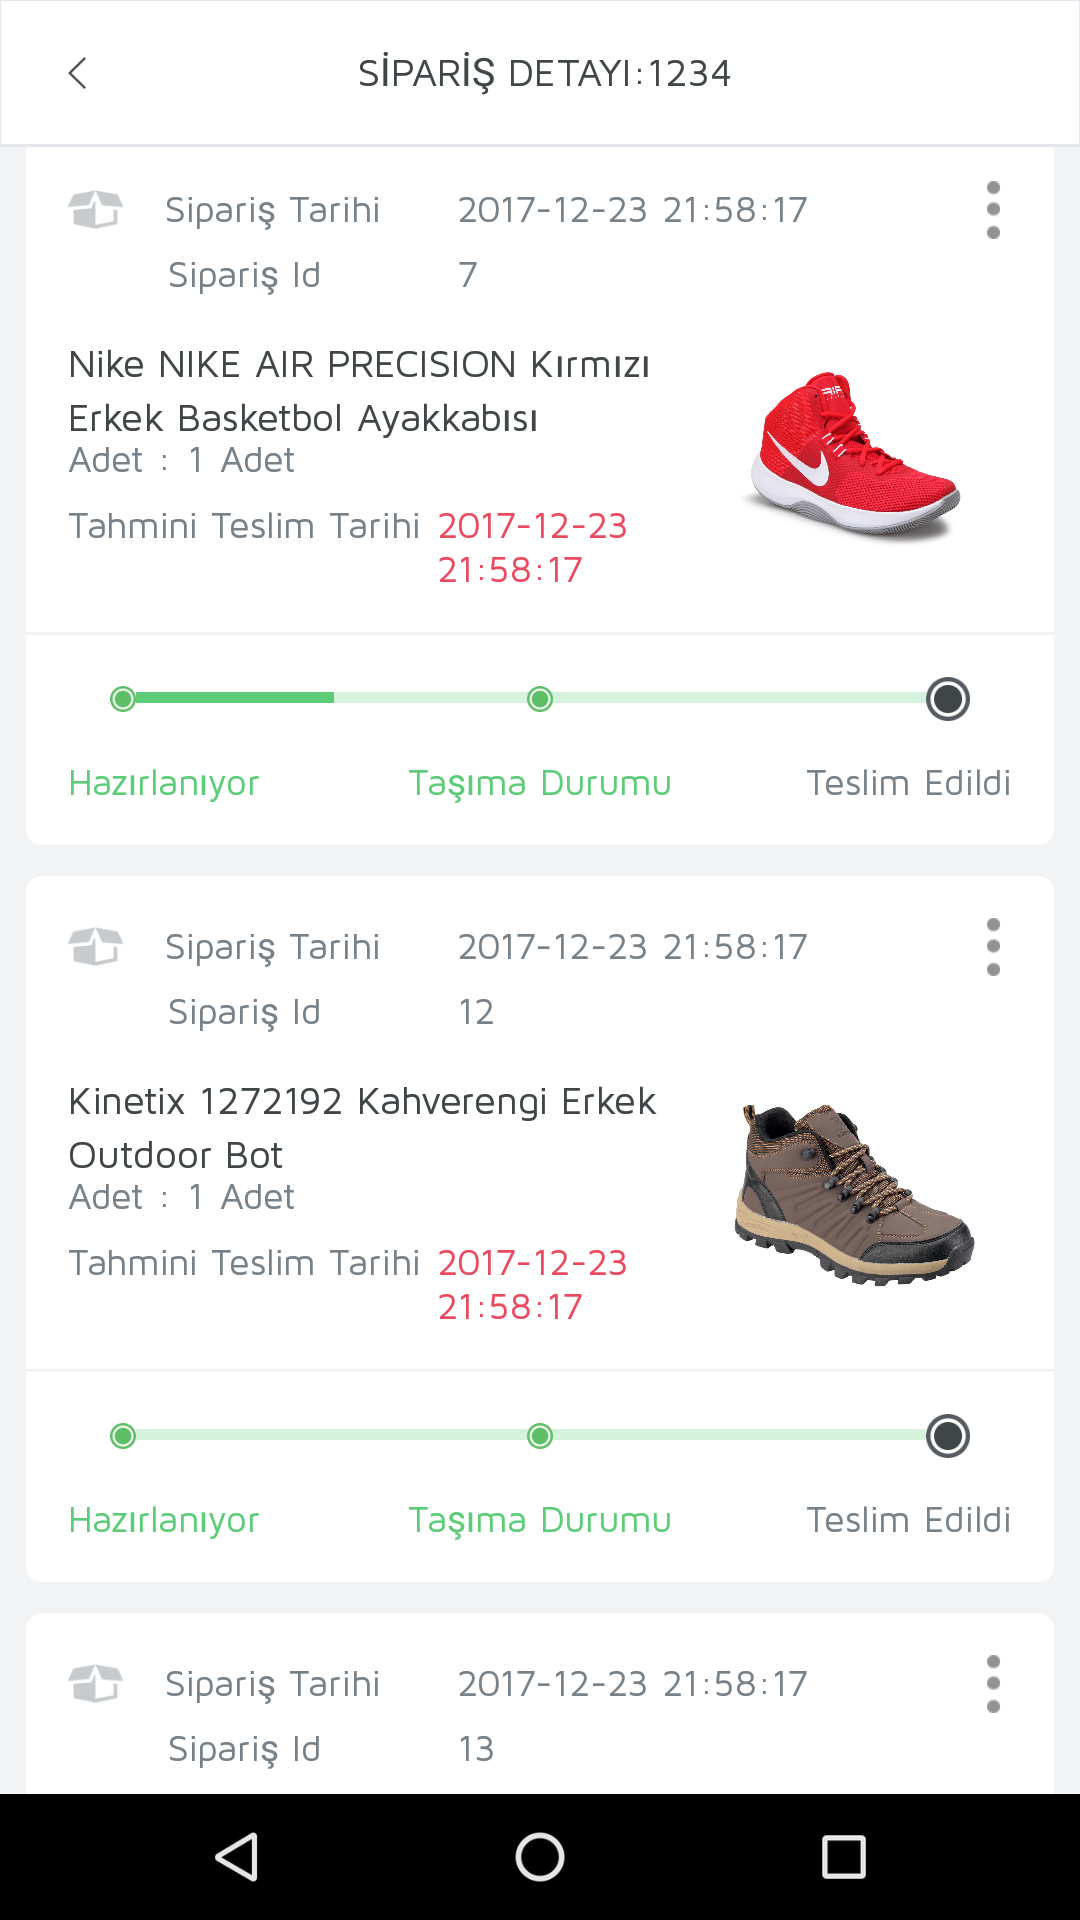 SİPARİŞ DETAYI:1234
Sipariş Tarihi 2017-12-23 21:58:17
Sipariş Id 7
Nike NIKE AIR PRECISION Kırmızı
Erkek Basketbol Ayakkabısı
Adet : 1 Adet
Tahmini Teslim Tarihi 2017-12-23
21:58:17
Hazırlanıyor Taşıma Durumu Teslim Edildi
Sipariş Tarihi 2017-12-23 21:58:17
Sipariş Id 12
Kinetix 1272192 Kahverengi Erkek
Outdoor Bot
Adet : 1 Adet
Tahmini Teslim Tarihi 2017-12-23
21:58:17
Hazırlanıyor Taşıma Durumu Teslim Edildi
Sipariş Tarihi 2017-12-23 21:58:17
Sipariş Id 13